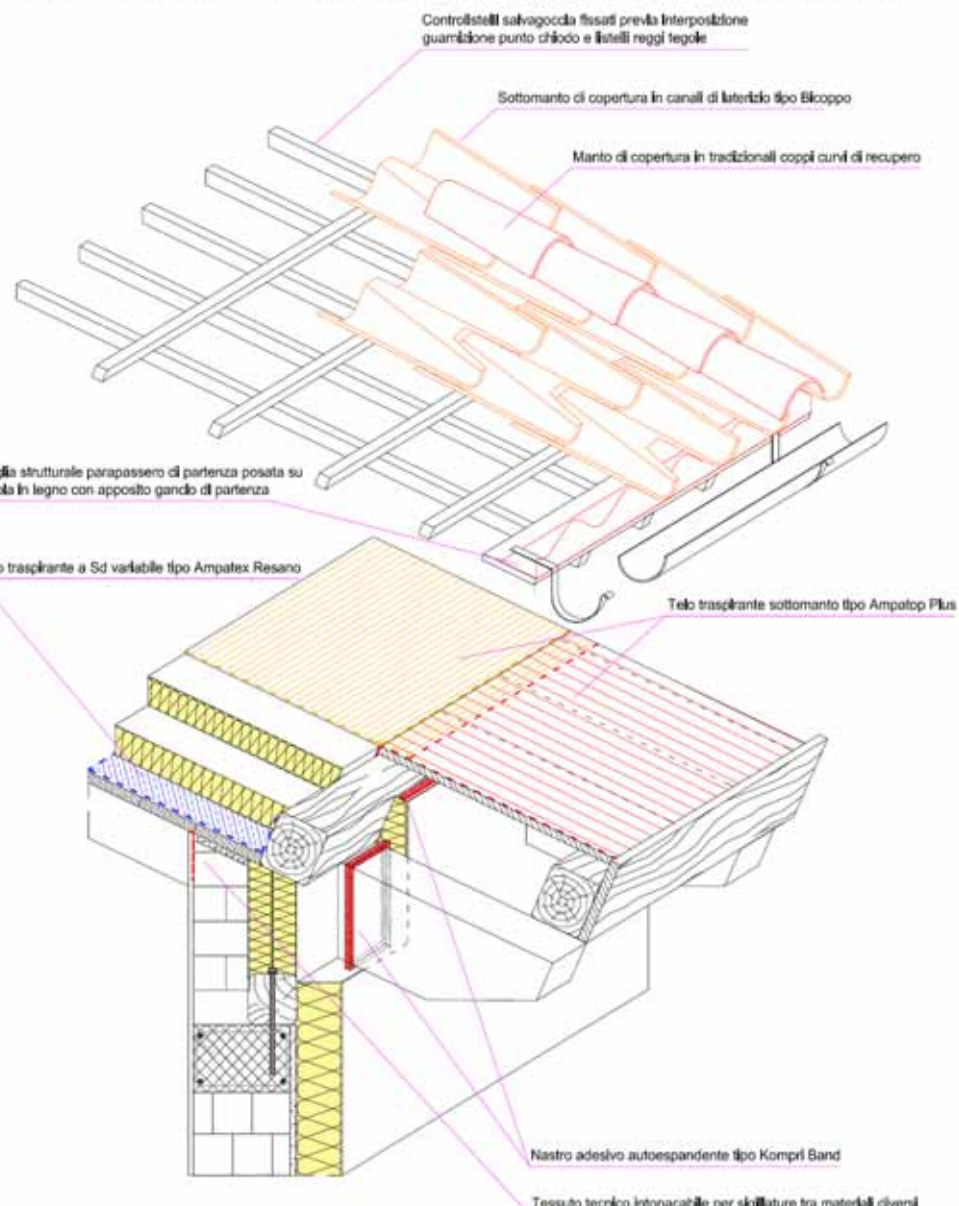 Controlistelli salvagoccia fissati previa interposizione
guarnizione punto chiodo e listelli reggi tegole
Sottomanto di copertura in canali di laterizio tipo Bicoppo
Manto di copertura in tradizionali coppi curvi di recupero
strutturale parapassero di partenza posata su
in legno con apposito gancio di partenza
traspirante a Sd variabile tipo Ampatex Resano
Telo traspirante sottomanto tipo Ampatop Plus
Nastro adesivo autoespandente tipo Kompri Band
Tessuto tecnico intonacabile per sigillature tra materiali diversi